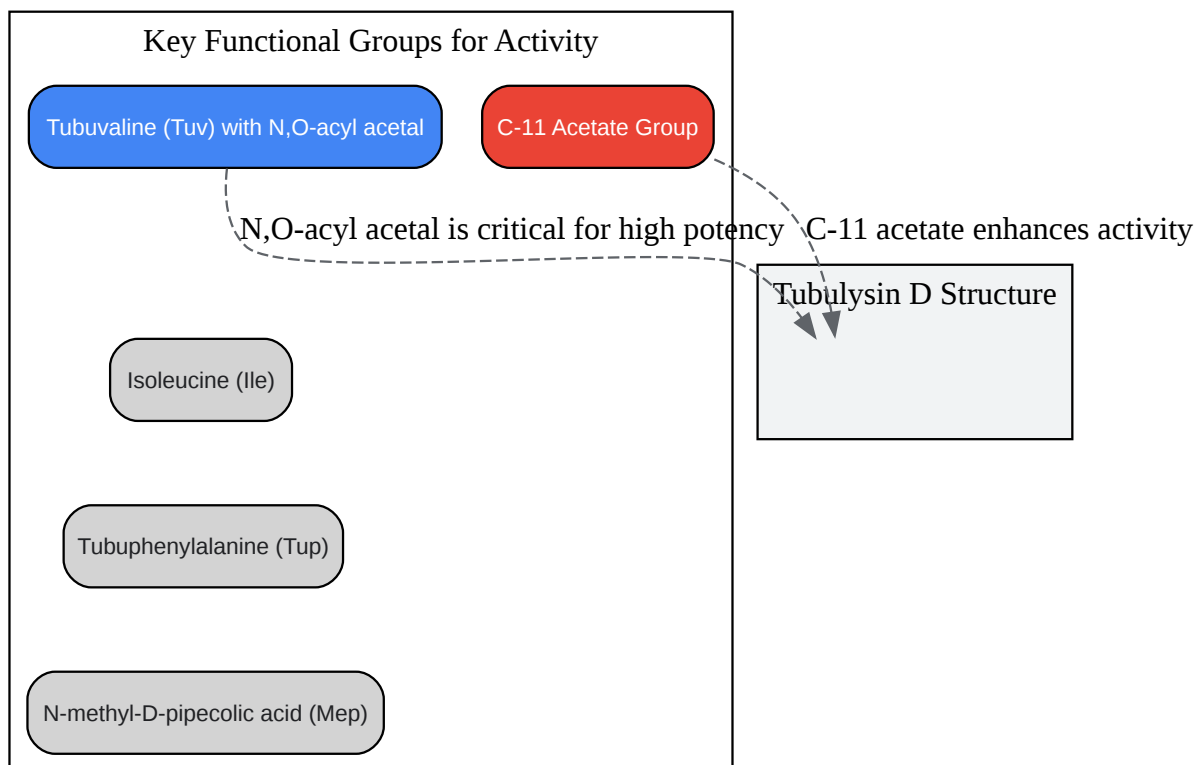 Key Functional Groups for Activity
Tubuvaline (Tuv) with N,O-acyl acetal
C-11 Acetate Group
N,O-acyl acetal is critical for high potency
C-11 acetate enhances activity
Tubulysin D Structure
Isoleucine (Ile)
Tubuphenylalanine (Tup)
N-methyl-D-pipecolic acid (Mep)